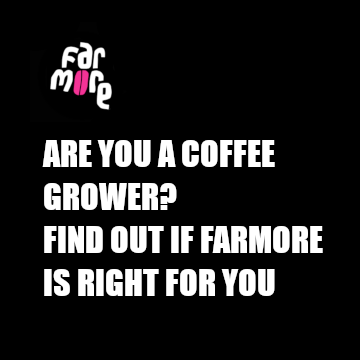 Far
more
ARE YOU A COFFEE
GROWER?
FIND OUT IF FARMORE
IS RIGHT FOR YOU